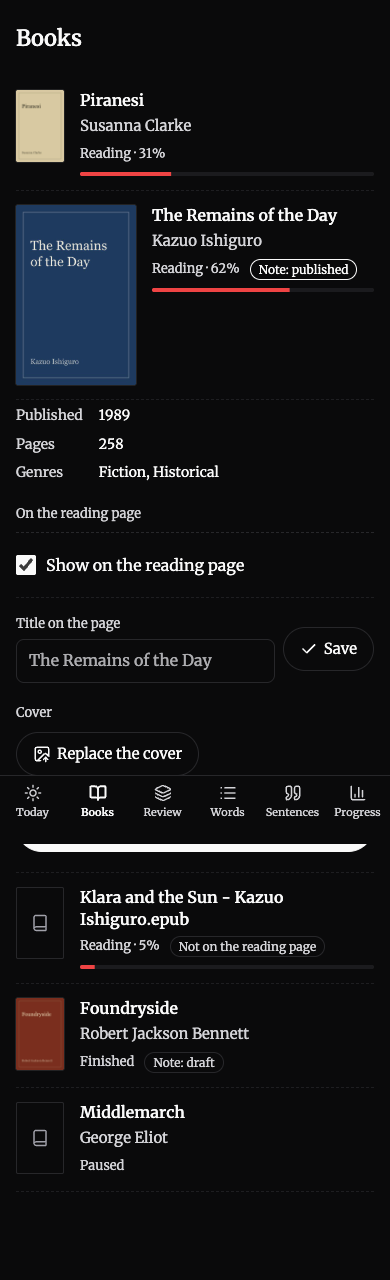 Books
Piranesi
Piranesi
Susanna Clarke
Reading · 31%
The Remains
of the Day
Kazuo Ishiguro
The Remains of the Day
Kazuo Ishiguro
Reading · 62%
Note: published
Published 1989
Pages 258
Genres Fiction, Historical
On the reading page
Show on the reading page
Title on the page
The Remains of the Day
Save
Cover
Replace the cover
Today
Books
Review
Words
Sentences
Progress
Klara and the Sun - Kazuo
Ishiguro.epub
Reading · 5%
Not on the reading page
Foundryside
Foundryside
Robert Jackson Bennett
Finished
Note: draft
Middlemarch
George Eliot
Paused